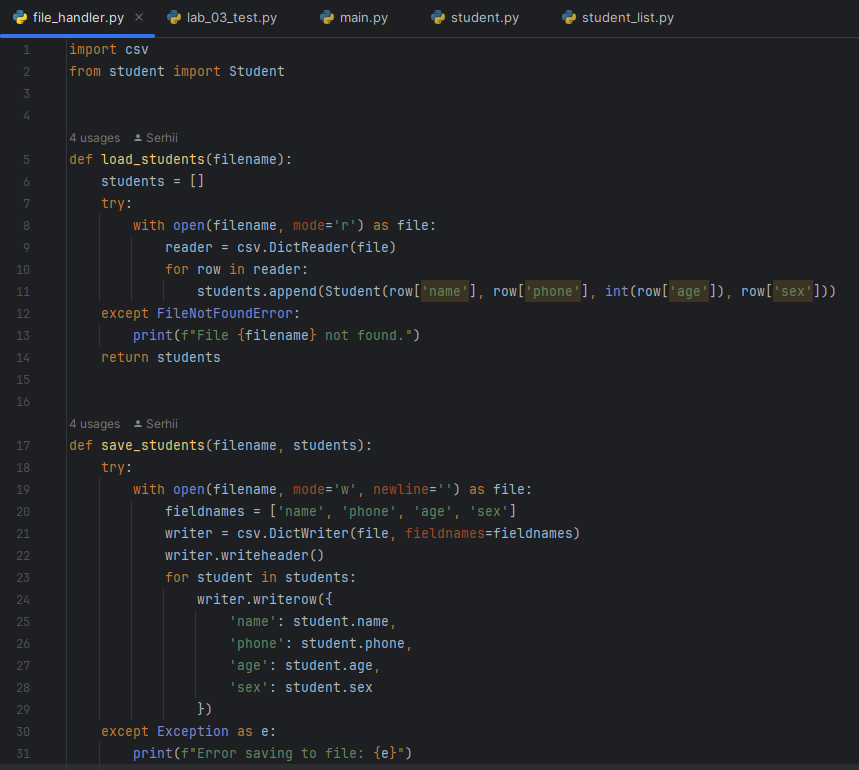 file_handler.py × lab_03_test.py main.py student.py student_list.py
1 import csv
2 from student import Student
3
4
4 usages Serhii
5 def load_students(filename):
6     students = []
7     try:
8         with open(filename, mode='r') as file:
9             reader = csv.DictReader(file)
10             for row in reader:
11                 students.append(Student(row['name'], row['phone'], int(row['age']), row['sex']))
12     except FileNotFoundError:
13         print(f"File {filename} not found.")
14     return students
15
16
4 usages Serhii
17 def save_students(filename, students):
18     try:
19         with open(filename, mode='w', newline='') as file:
20             fieldnames = ['name', 'phone', 'age', 'sex']
21             writer = csv.DictWriter(file, fieldnames=fieldnames)
22             writer.writeheader()
23             for student in students:
24                 writer.writerow({
25                     'name': student.name,
26                     'phone': student.phone,
27                     'age': student.age,
28                     'sex': student.sex
29                 })
30     except Exception as e:
31         print(f"Error saving to file: {e}")